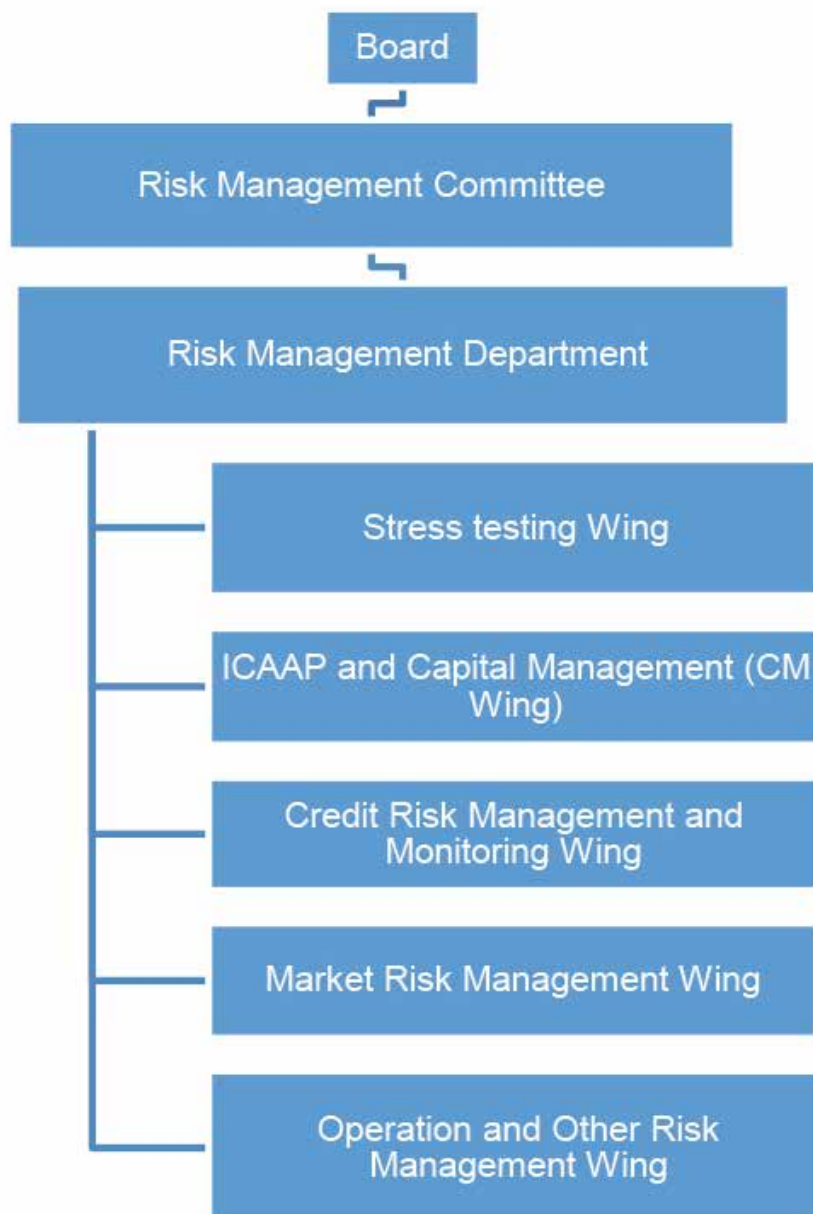 Board
Risk Management Committee
Risk Management Department
Stress testing Wing
ICAAP and Capital Management (CM
Wing)
Credit Risk Management and
Monitoring Wing
Market Risk Management Wing
Operation and Other Risk
Management Wing